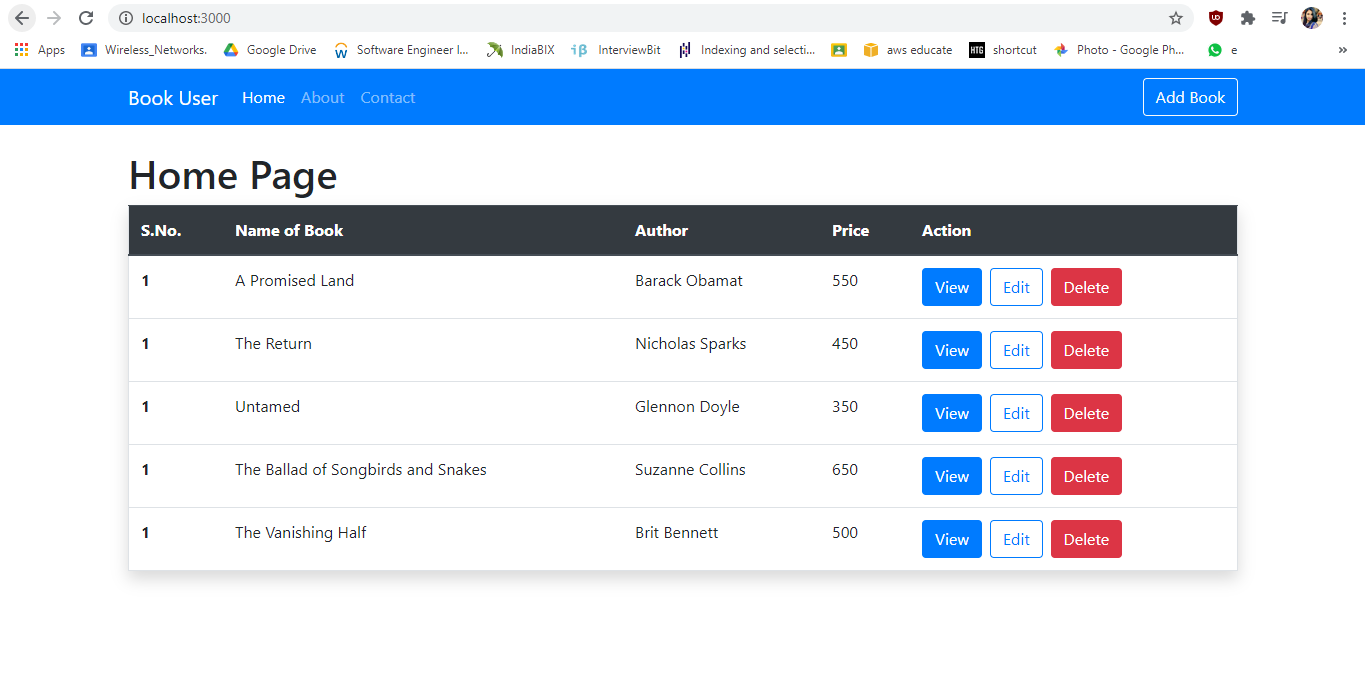 localhost:3000
Apps Wireless_Networks. Google Drive Software Engineer I... IndiaBIX iβ InterviewBit Indexing and selecti... aws educate HTG shortcut Photo - Google Ph... e »
Book User Home About Contact Add Book
Home Page
S.No. Name of Book Author Price Action
1 A Promised Land Barack Obamat 550 View Edit Delete
1 The Return Nicholas Sparks 450 View Edit Delete
1 Untamed Glennon Doyle 350 View Edit Delete
1 The Ballad of Songbirds and Snakes Suzanne Collins 650 View Edit Delete
1 The Vanishing Half Brit Bennett 500 View Edit Delete